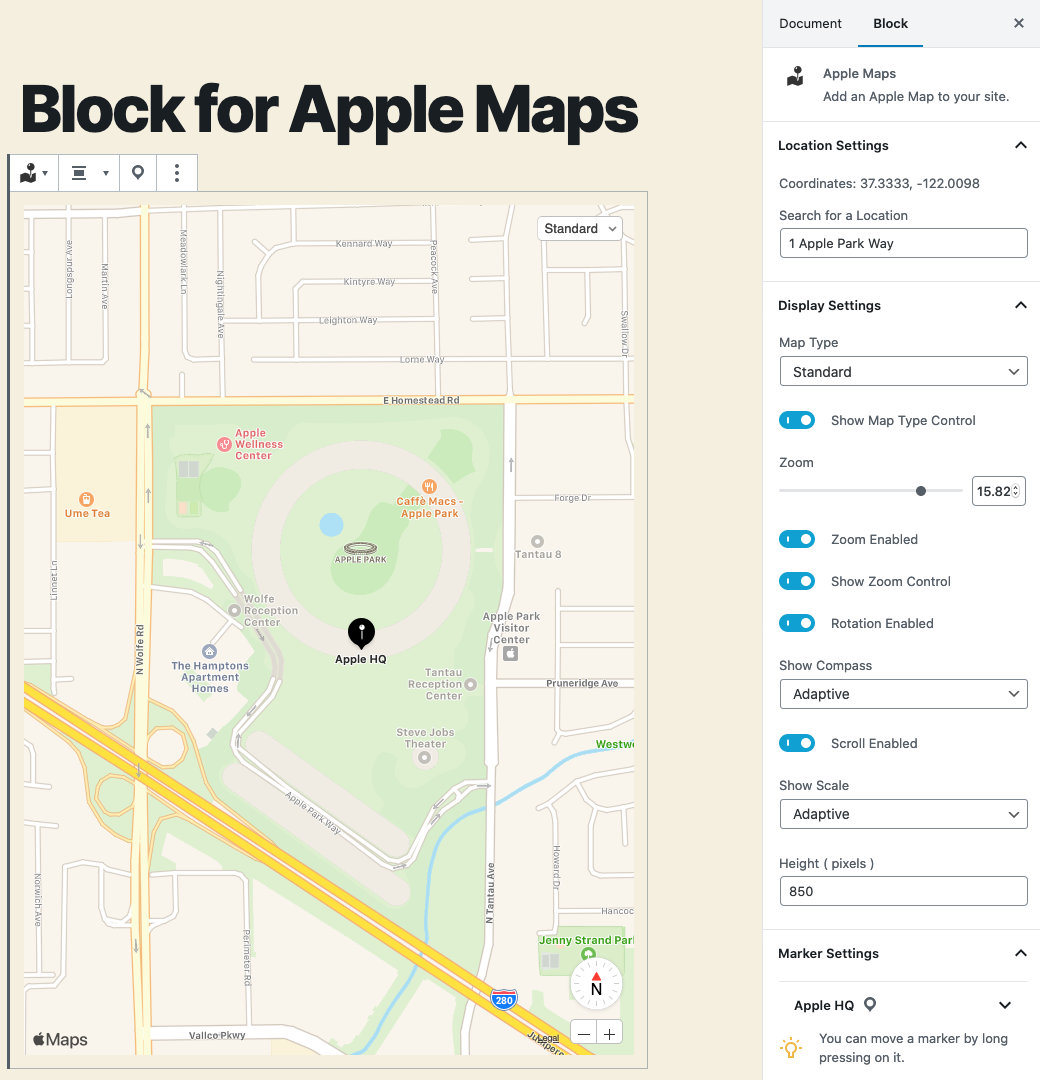 Block for Apple Maps
Standard
Longspur Ave
Martin Ave
Meadowlark Ln
Nightingale Ave
Kennard Way
Peacock Ave
Kintyre Way
Leighton Way
Swallow Dr
Lorne Way
E Homestead Rd
Apple
Wellness
Center
Caffè Macs -
Apple Park
Ume Tea
Forge Dr
APPLE PARK
Tantau 8
Linnet Ln
Wolfe
Reception
Center
Apple Park
Visitor
Center
N Wolfe Rd
Apple HQ
The Hamptons
Apartment
Homes
Tantau
Reception
Center
Pruneridge Ave
Steve Jobs
Theater
Westwo
Apple Park Way
Howard Dr
Norwich Ave
N Tantau Ave
Hancoc
Perimeter Rd
Jenny Strand Park
N
280
Vallco Pkwy
Maps
Legal
Junipero
Document
Block
Apple Maps
Add an Apple Map to your site.
Location Settings
Coordinates: 37.3333, -122.0098
Search for a Location
1 Apple Park Way
Display Settings
Map Type
Standard
Show Map Type Control
Zoom
15.82
Zoom Enabled
Show Zoom Control
Rotation Enabled
Show Compass
Adaptive
Scroll Enabled
Show Scale
Adaptive
Height ( pixels )
850
Marker Settings
Apple HQ
You can move a marker by long
pressing on it.